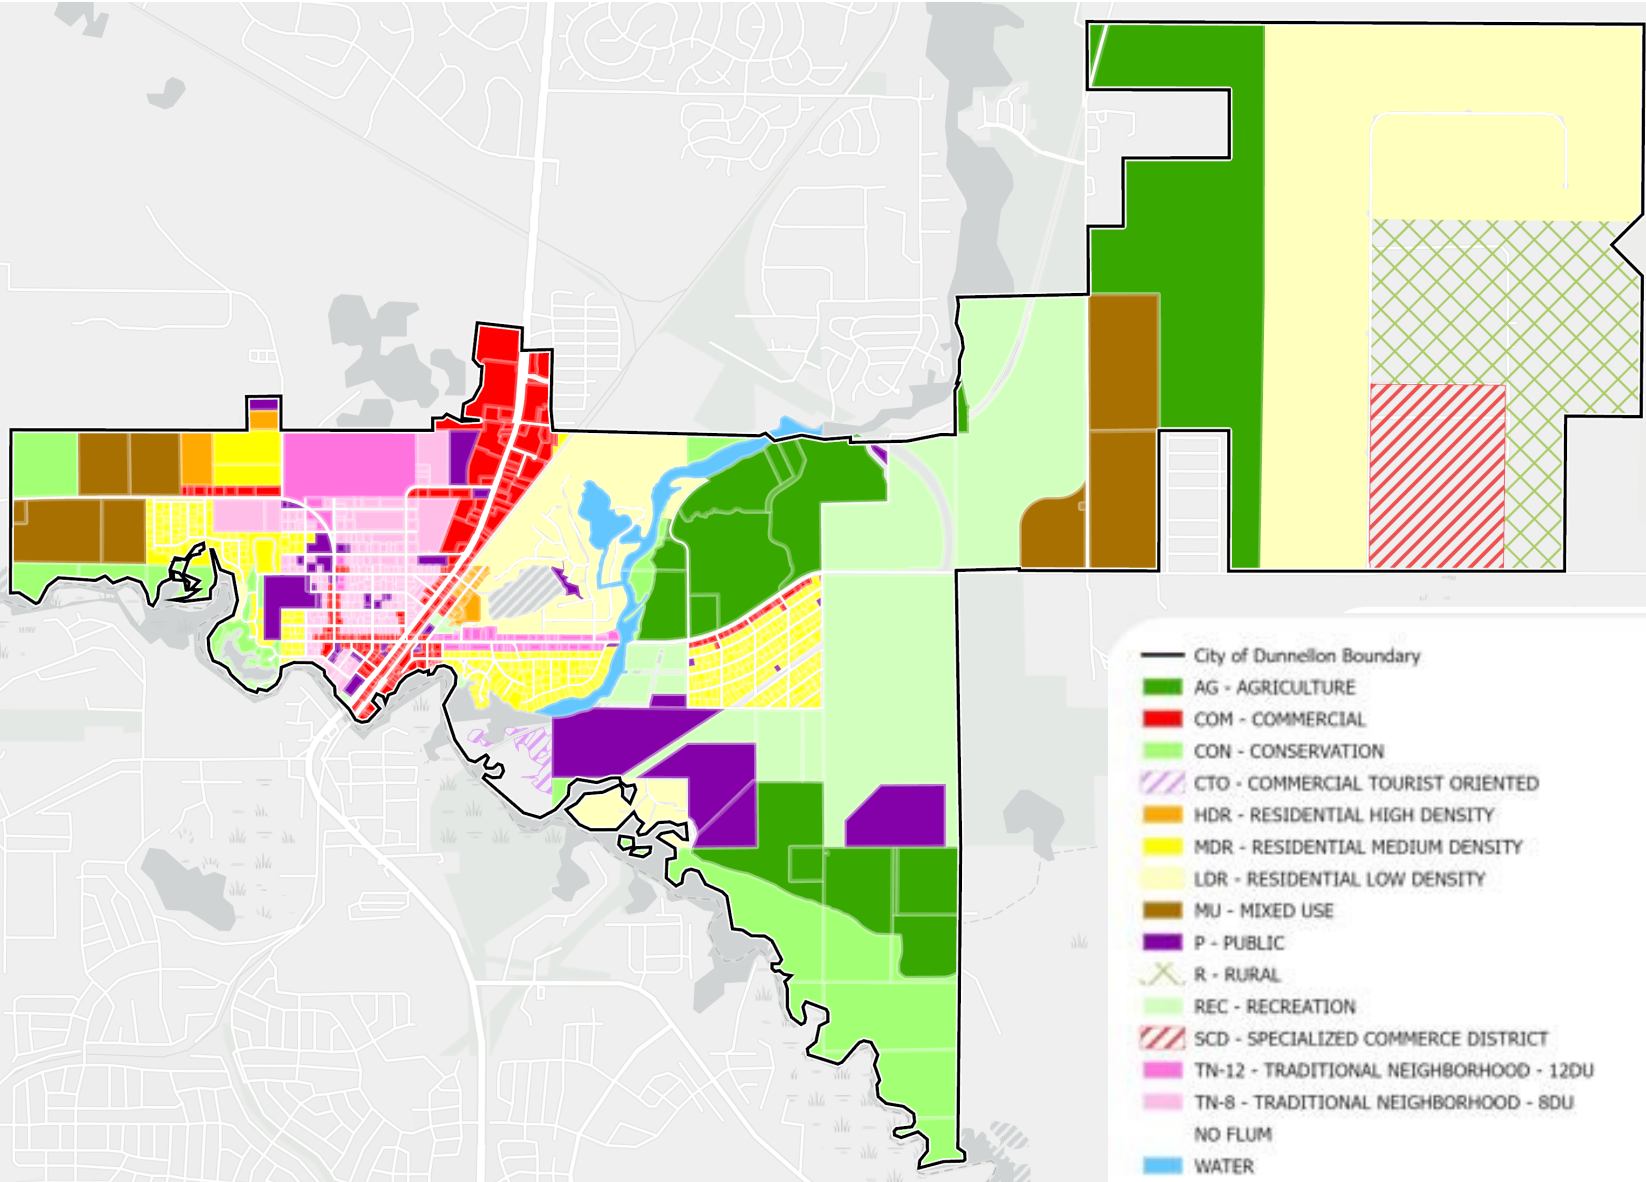 City of Dunnellon Boundary
AG - AGRICULTURE
COM - COMMERCIAL
CON - CONSERVATION
CTO - COMMERCIAL TOURIST ORIENTED
HDR - RESIDENTIAL HIGH DENSITY
MDR - RESIDENTIAL MEDIUM DENSITY
LDR - RESIDENTIAL LOW DENSITY
MU - MIXED USE
P - PUBLIC
R - RURAL
REC - RECREATION
SCD - SPECIALIZED COMMERCE DISTRICT
TN-12 - TRADITIONAL NEIGHBORHOOD - 12DU
TN-8 - TRADITIONAL NEIGHBORHOOD - 8DU
NO FLUM
WATER